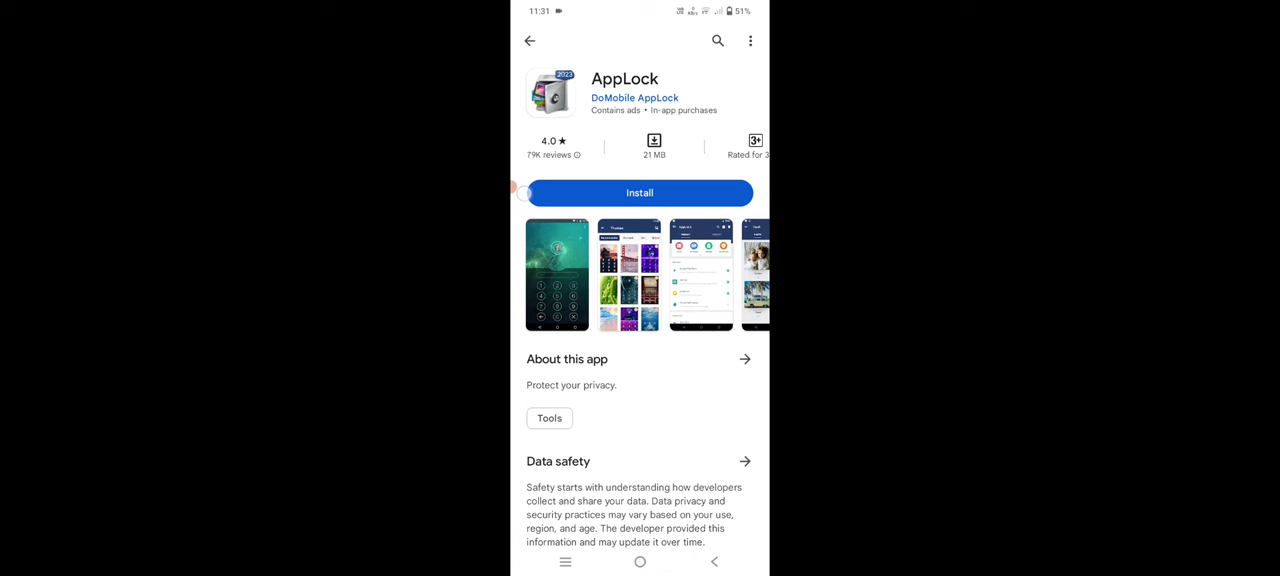 11:31 51%
2023
AppLock
DoMobile AppLock
Contains ads • In-app purchases
4.0 ★ 3+
79K reviews 21 MB Rated for 3
Install
About this app
Protect your privacy.
Tools
Data safety
Safety starts with understanding how developers
collect and share your data. Data privacy and
security practices may vary based on your use,
region, and age. The developer provided this
information and may update it over time.